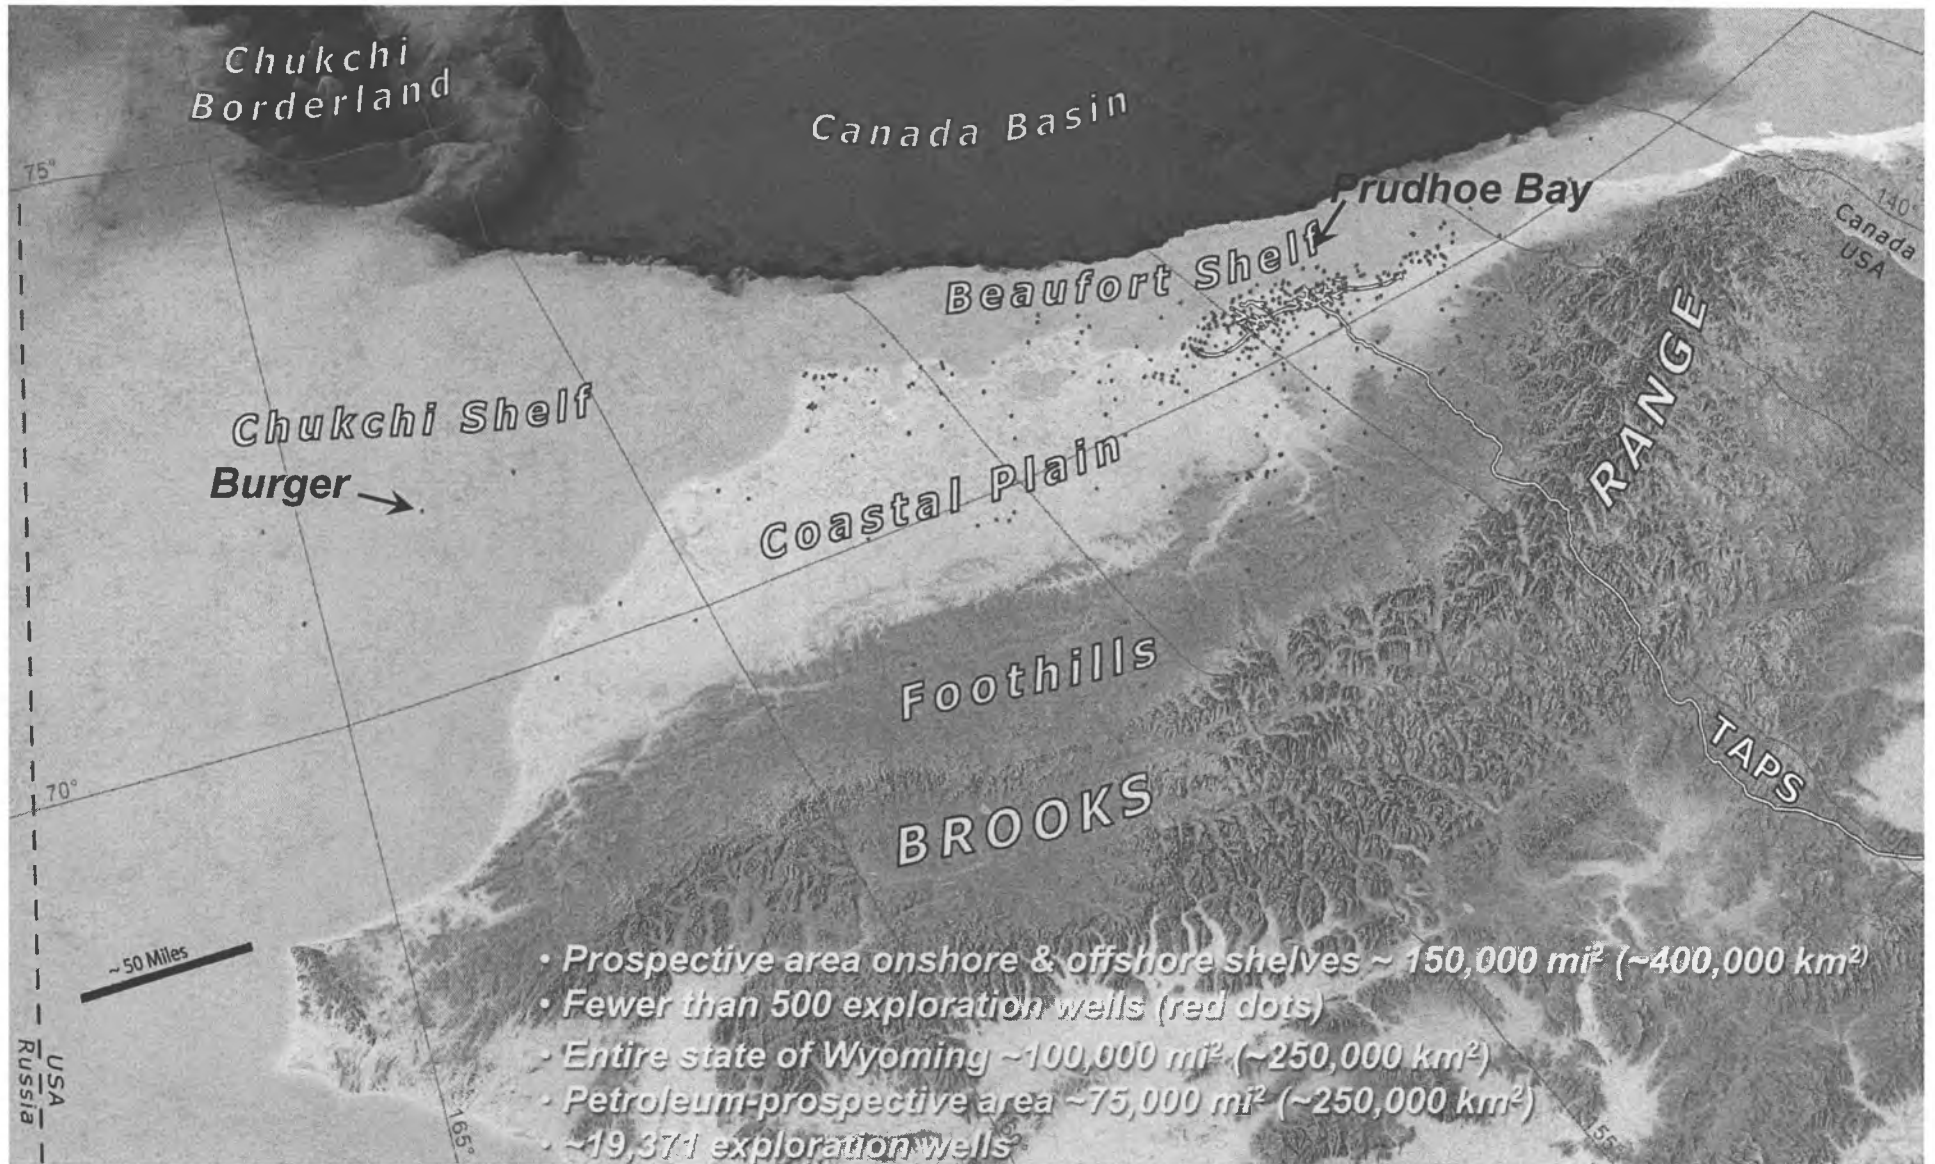 Chukchi
Borderland
Canada Basin
75°
Prudhoe Bay
140°
Canada
USA
Beaufort Shelf
RANGE
Chukchi Shelf
Burger
Coastal Plain
Foothills
70°
TAPS
BROOKS
~ 50 Miles
• Prospective area onshore & offshore shelves ~ 150,000 mi² (~400,000 km²)
• Fewer than 500 exploration wells (red dots)
• Entire state of Wyoming ~100,000 mi² (~250,000 km²)
• Petroleum-prospective area ~75,000 mi² (~250,000 km²)
• ~19,371 exploration wells
USA
Russia
165°
155°